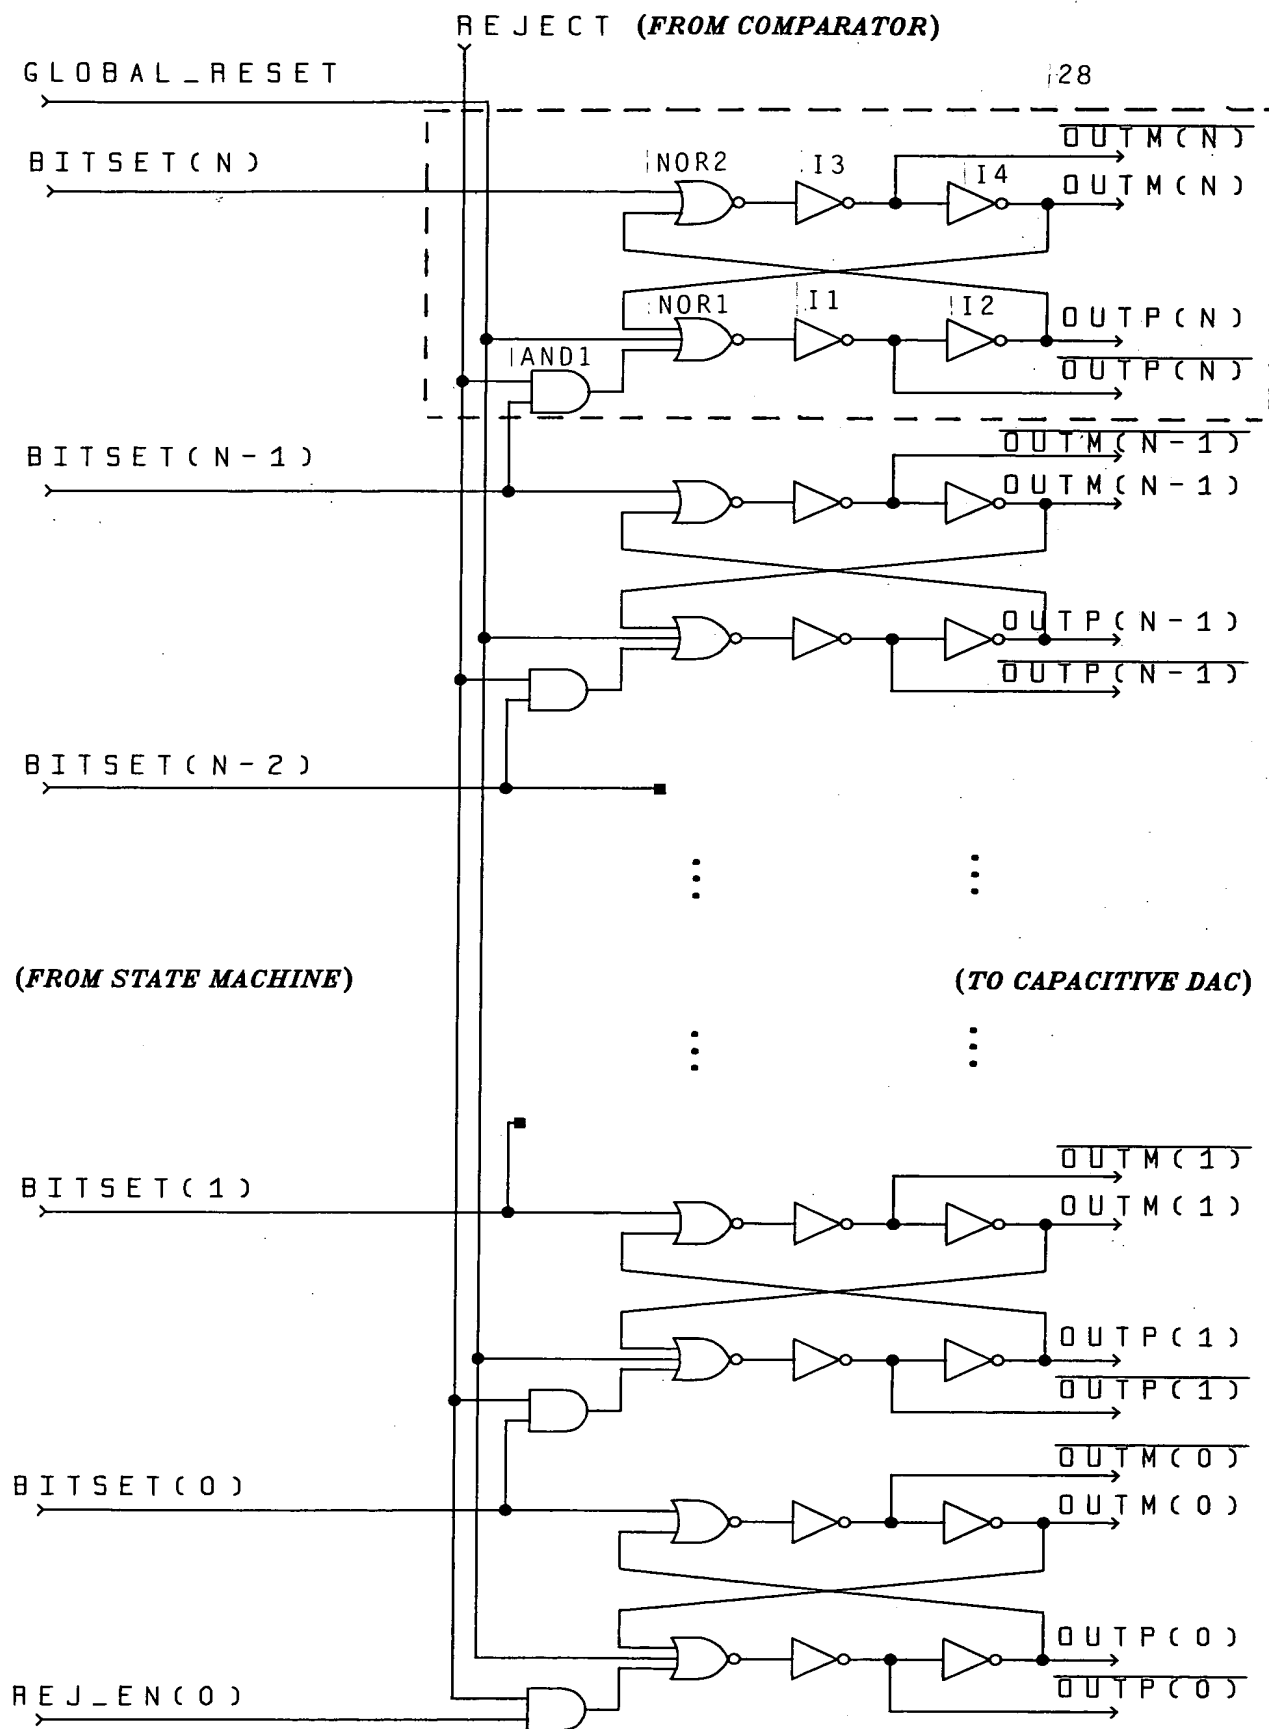 REJECT (FROM COMPARATOR)
GLOBAL_RESET
28
OUTM(N)
BITSET(N)
NOR2
I3
I4
OUTM(N)
NOR1
I1
I2
OUTP(N)
AND1
OUTP(N)
OUTM(N-1)
BITSET(N-1)
OUTM(N-1)
OUTP(N-1)
OUTP(N-1)
BITSET(N-2)
(FROM STATE MACHINE)
(TO CAPACITIVE DAC)
OUTM(1)
BITSET(1)
OUTM(1)
OUTP(1)
OUTP(1)
OUTM(0)
BITSET(0)
OUTM(0)
OUTP(0)
REJ_EN(0)
OUTP(0)